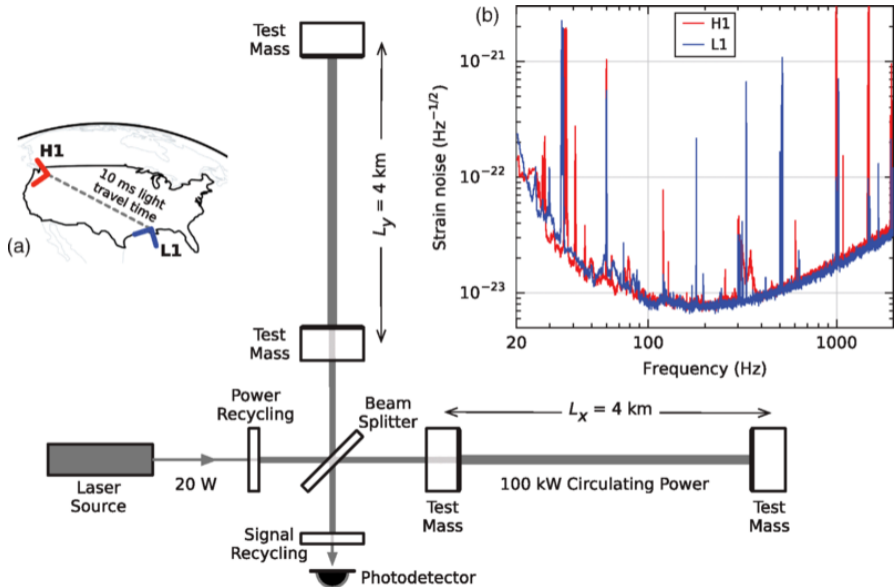 Test
Mass
(b)
H1
L1
Strain noise (Hz⁻¹/²)
10⁻²¹
10⁻²²
10⁻²³
20
100
1000
Frequency (Hz)
H1
10 ms light
travel time
L1
(a)
Ly = 4 km
Test
Mass
Power
Recycling
Beam
Splitter
Lx = 4 km
Laser
Source
20 W
Test
Mass
100 kW Circulating Power
Test
Mass
Signal
Recycling
Photodetector